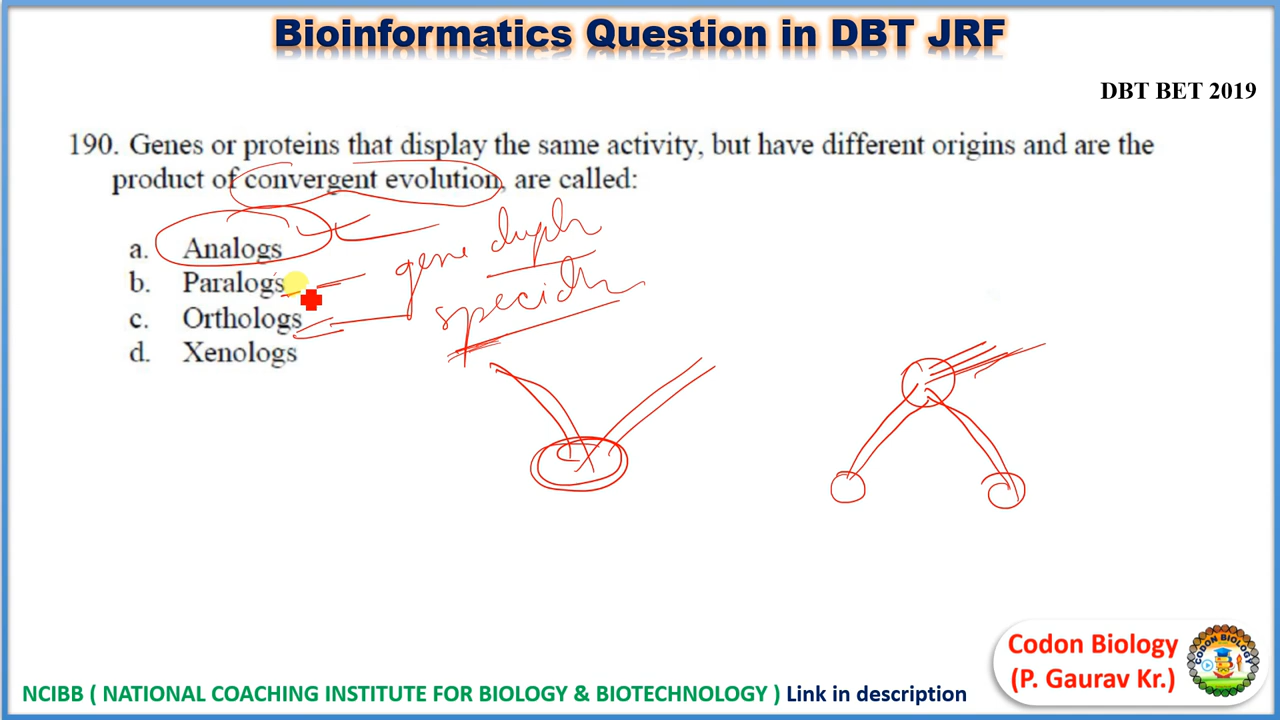 Bioinformatics Question in DBT JRF
DBT BET 2019
190. Genes or proteins that display the same activity, but have different origins and are the
product of convergent evolution, are called:
a. Analogs
b. Paralogs
c. Orthologs
d. Xenologs
gene
Codon Biology
(P. Gaurav Kr.)
CODON BIOLOGY
NCIBB ( NATIONAL COACHING INSTITUTE FOR BIOLOGY & BIOTECHNOLOGY ) Link in description